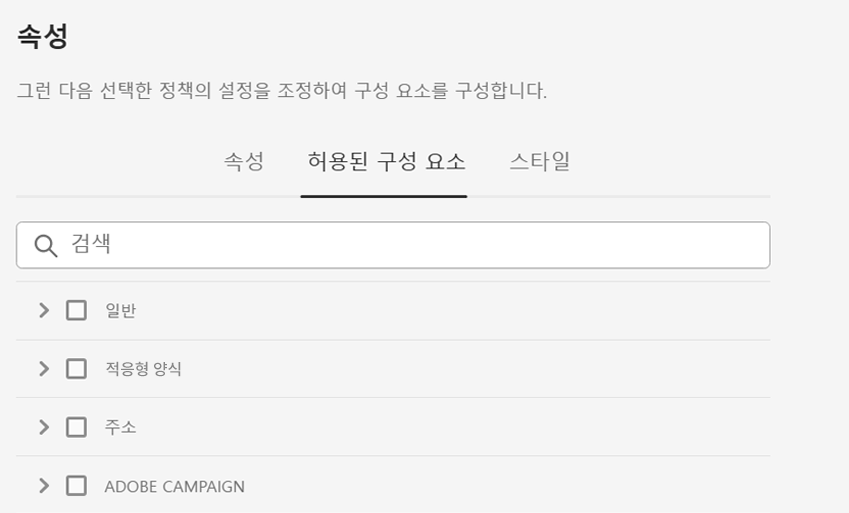 속성
그런 다음 선택한 정책의 설정을 조정하여 구성 요소를 구성합니다.
속성 허용된 구성 요소 스타일
검색
일반
적응형 양식
주소
ADOBE CAMPAIGN